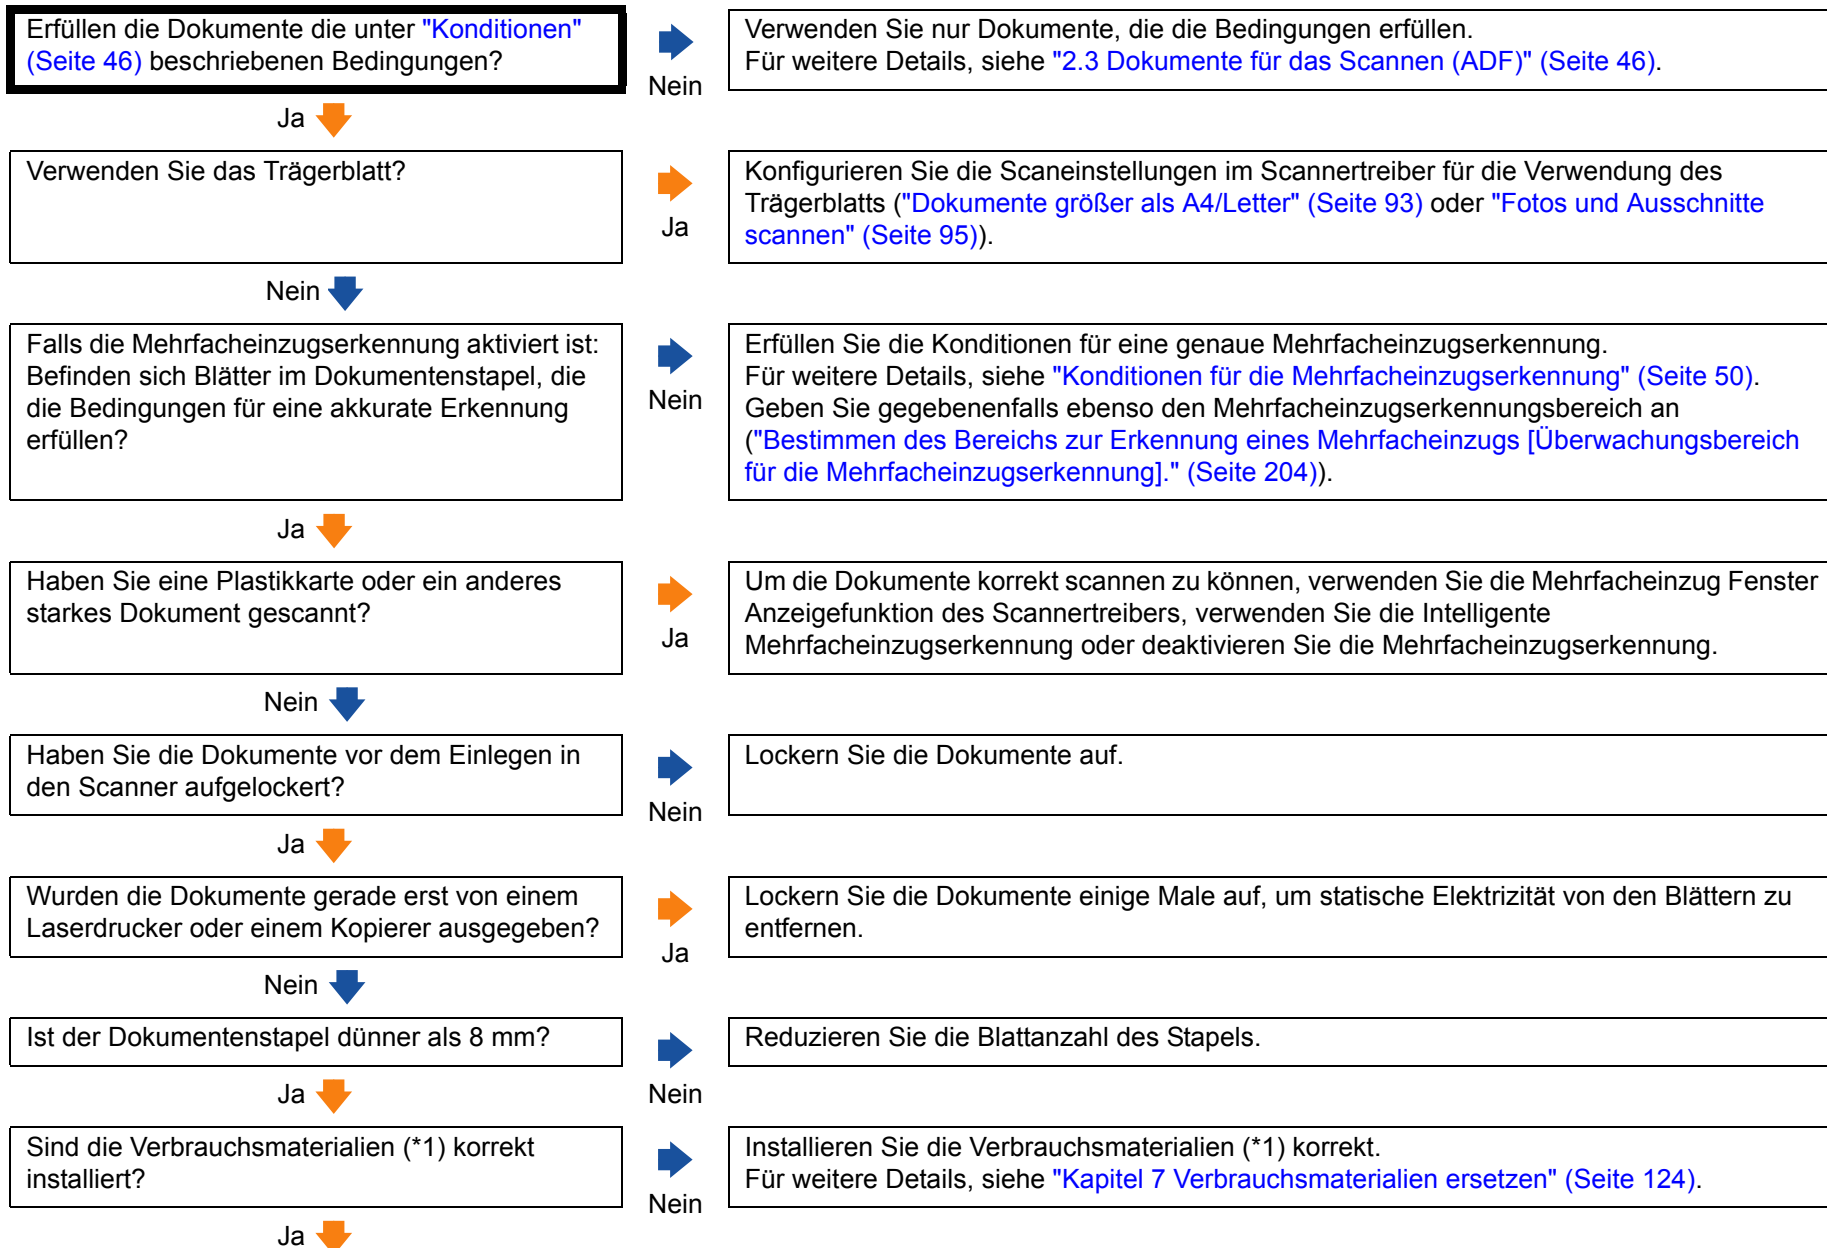 Erfüllen die Dokumente die unter "Konditionen"
(Seite 46) beschriebenen Bedingungen?
Nein
Verwenden Sie nur Dokumente, die die Bedingungen erfüllen.
Für weitere Details, siehe "2.3 Dokumente für das Scannen (ADF)" (Seite 46).
Ja
Verwenden Sie das Trägerblatt?
Ja
Konfigurieren Sie die Scaneinstellungen im Scannertreiber für die Verwendung des
Trägerblatts ("Dokumente größer als A4/Letter" (Seite 93) oder "Fotos und Ausschnitte
scannen" (Seite 95)).
Nein
Falls die Mehrfacheinzugserkennung aktiviert ist:
Befinden sich Blätter im Dokumentenstapel, die
die Bedingungen für eine akkurate Erkennung
erfüllen?
Nein
Erfüllen Sie die Konditionen für eine genaue Mehrfacheinzugserkennung.
Für weitere Details, siehe "Konditionen für die Mehrfacheinzugserkennung" (Seite 50).
Geben Sie gegebenenfalls ebenso den Mehrfacheinzugserkennungsbereich an
("Bestimmen des Bereichs zur Erkennung eines Mehrfacheinzugs [Überwachungsbereich
für die Mehrfacheinzugserkennung]." (Seite 204)).
Ja
Haben Sie eine Plastikkarte oder ein anderes
starkes Dokument gescannt?
Ja
Um die Dokumente korrekt scannen zu können, verwenden Sie die Mehrfacheinzug Fenster
Anzeigefunktion des Scannertreibers, verwenden Sie die Intelligente
Mehrfacheinzugserkennung oder deaktivieren Sie die Mehrfacheinzugserkennung.
Nein
Haben Sie die Dokumente vor dem Einlegen in
den Scanner aufgelockert?
Nein
Lockern Sie die Dokumente auf.
Ja
Wurden die Dokumente gerade erst von einem
Laserdrucker oder einem Kopierer ausgegeben?
Ja
Lockern Sie die Dokumente einige Male auf, um statische Elektrizität von den Blättern zu
entfernen.
Nein
Ist der Dokumentenstapel dünner als 8 mm?
Nein
Reduzieren Sie die Blattanzahl des Stapels.
Ja
Sind die Verbrauchsmaterialien (*1) korrekt
installiert?
Nein
Installieren Sie die Verbrauchsmaterialien (*1) korrekt.
Für weitere Details, siehe "Kapitel 7 Verbrauchsmaterialien ersetzen" (Seite 124).
Ja